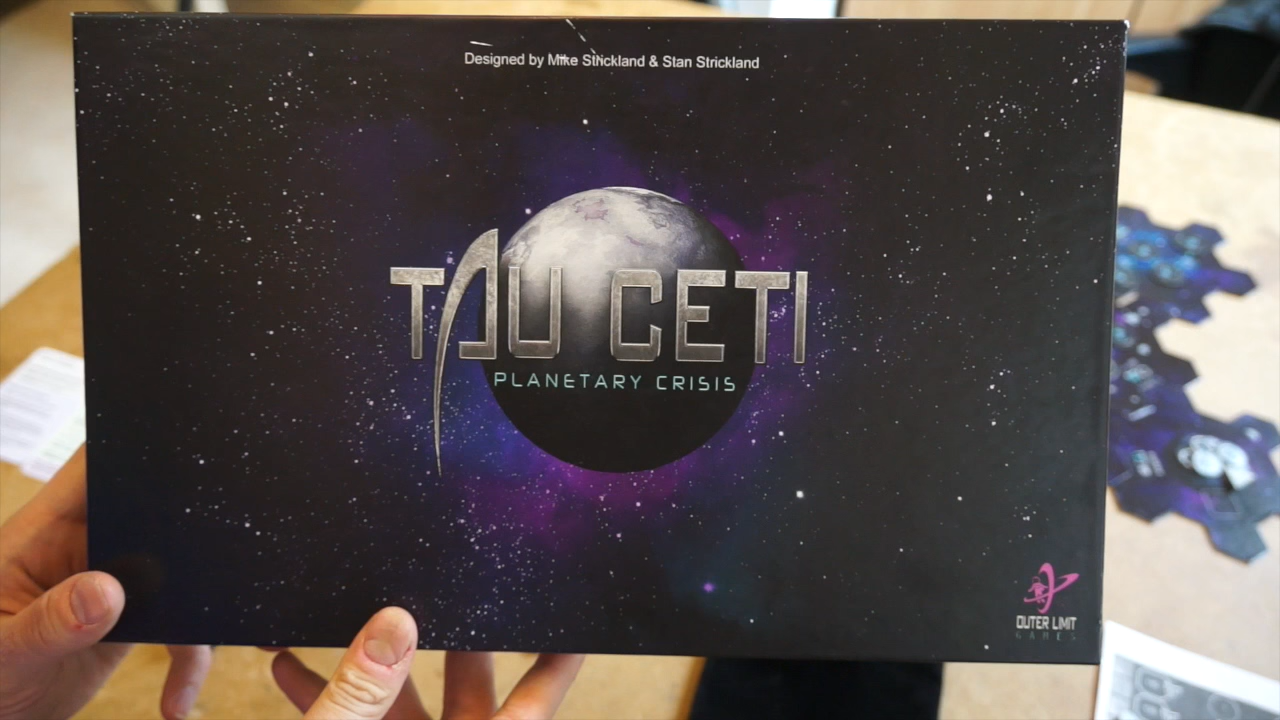 Designed by Mike Strickland & Stan Strickland
TAU CETI
PLANETARY CRISIS
OUTER LIMIT
GAMES